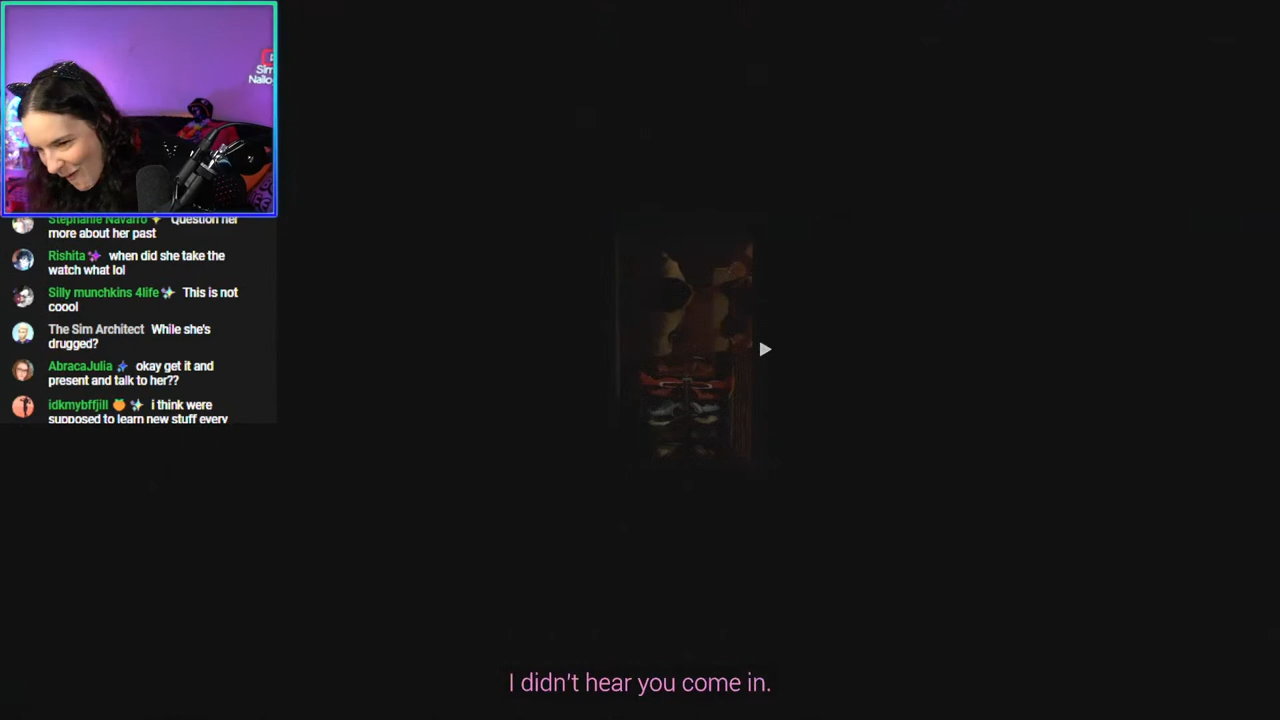 Sim
Stephanie Navarro Question her
more about her past
Rishita when did she take the
watch what lol
Silly munchkins 4life This is not
coool
The Sim Architect While she's
drugged?
AbracaJulia okay get it and
present and talk to her??
idkmybffjill i think were
supposed to learn new stuff every
I didn't hear you come in.